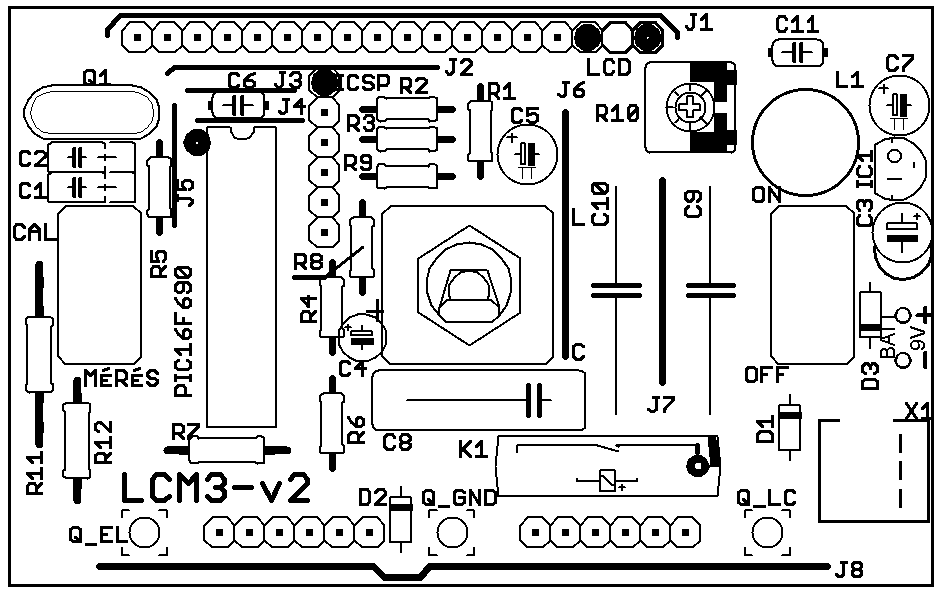 J1
C11
J2
LCD
C7
Q1
C6
J3
ICSP
R2
R1
J6
L1
J4
R3
C5
R10
C2
R9
IC1
C1
J5
ON
C10
C9
C3
CAL
L
R5
R8
PIC16F690
R4
+
+
BAT
9V
-
C4
C
MÉRÉS
OFF
D3
J7
X1
R7
R6
C8
K1
D1
R11
R12
LCM3-v2
D2
Q_GND
Q_LC
Q_EL
J8